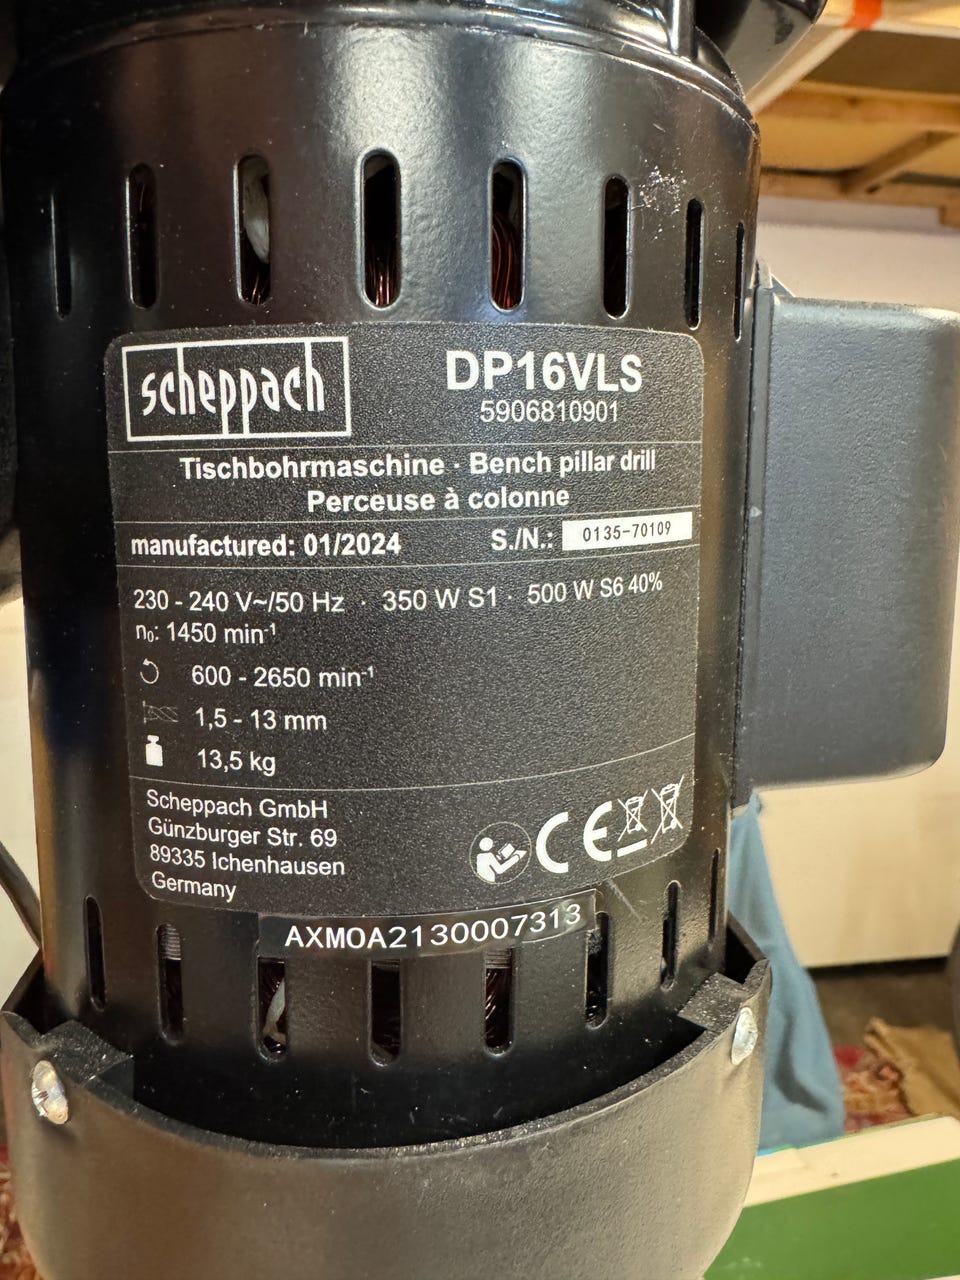 scheppach
DP16VLS
5906810901
Tischbohrmaschine · Bench pillar drill
Perceuse à colonne
manufactured: 01/2024 S./N.: 0135-70109
230 - 240 V~/50 Hz · 350 W S1 · 500 W S6 40%
n₀: 1450 min⁻¹
600 - 2650 min⁻¹
1,5 - 13 mm
13,5 kg
Scheppach GmbH
Günzburger Str. 69
89335 Ichenhausen
Germany
CE
AXM0A2130007313